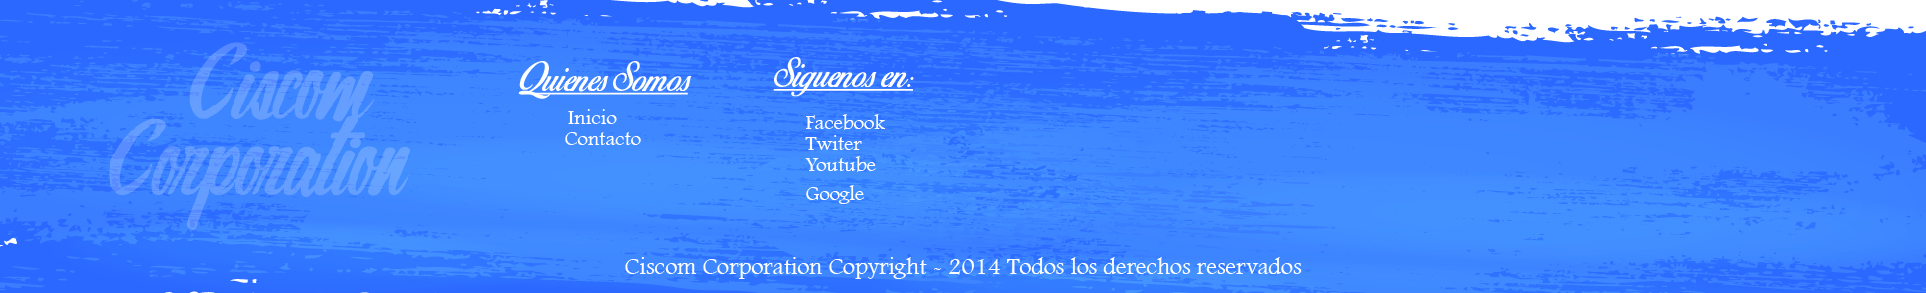 Ciscom
Corporation
Quienes Somos
Inicio
Contacto
Siguenos en:
Facebook
Twiter
Youtube
Google
Ciscom Corporation Copyright - 2014 Todos los derechos reservados